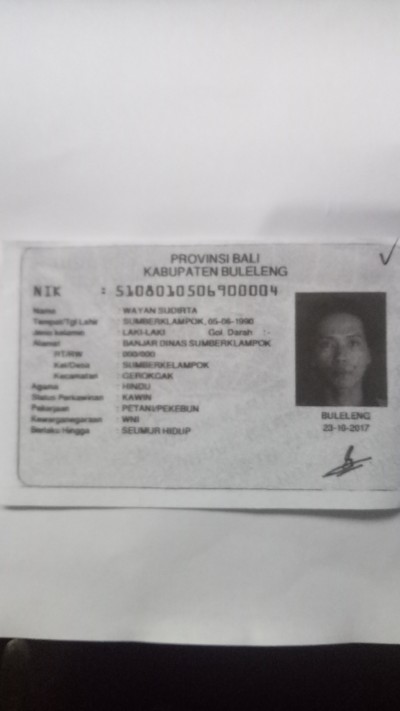 PROVINSI BALI
KABUPATEN BULELENG
NIK : 5108010506900004
Nama : WAYAN SUDIRTA
Tempat/Tgl Lahir : SUMBERKLAMPOK, 05-06-1990
Jenis kelamin : LAKI-LAKI Gol. Darah :-
Alamat : BANJAR DINAS SUMBERKLAMPOK
RT/RW : 000/000
Kel/Desa : SUMBERKELAMPOK
Kecamatan : GEROKGAK
Agama : HINDU
Status Perkawinan : KAWIN
Pekerjaan : PETANI/PEKEBUN
Kewarganegaraan : WNI
Berlaku Hingga : SEUMUR HIDUP
BULELENG
23-10-2017